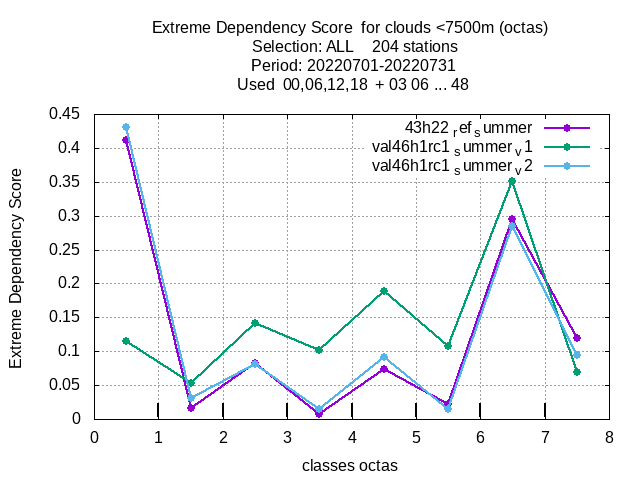 Extreme Dependency Score  for clouds <7500m (octas)
Selection: ALL    204 stations
Period: 20220701-20220731
Used  00,06,12,18  + 03 06 ... 48
43h22 ref summer
val46h1rc1 summer v1
val46h1rc1 summer v2
Extreme Dependency Score
0.45
0.4
0.35
0.3
0.25
0.2
0.15
0.1
0.05
0
0 1 2 3 4 5 6 7 8
classes octas